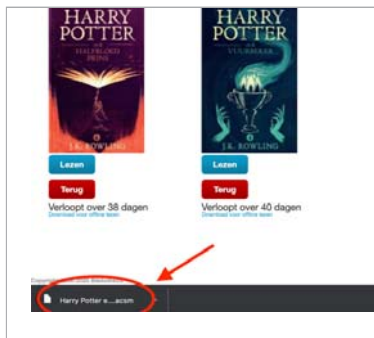 HARRY POTTER
HALFBLOED PRINS
J.K. ROWLING
Lezen
Terug
Verloopt over 38 dagen
Download voor offline lezen
HARRY POTTER
VUURBEKER
J.K. ROWLING
Lezen
Terug
Verloopt over 40 dagen
Download voor offline lezen
Harry Potter e....acsm